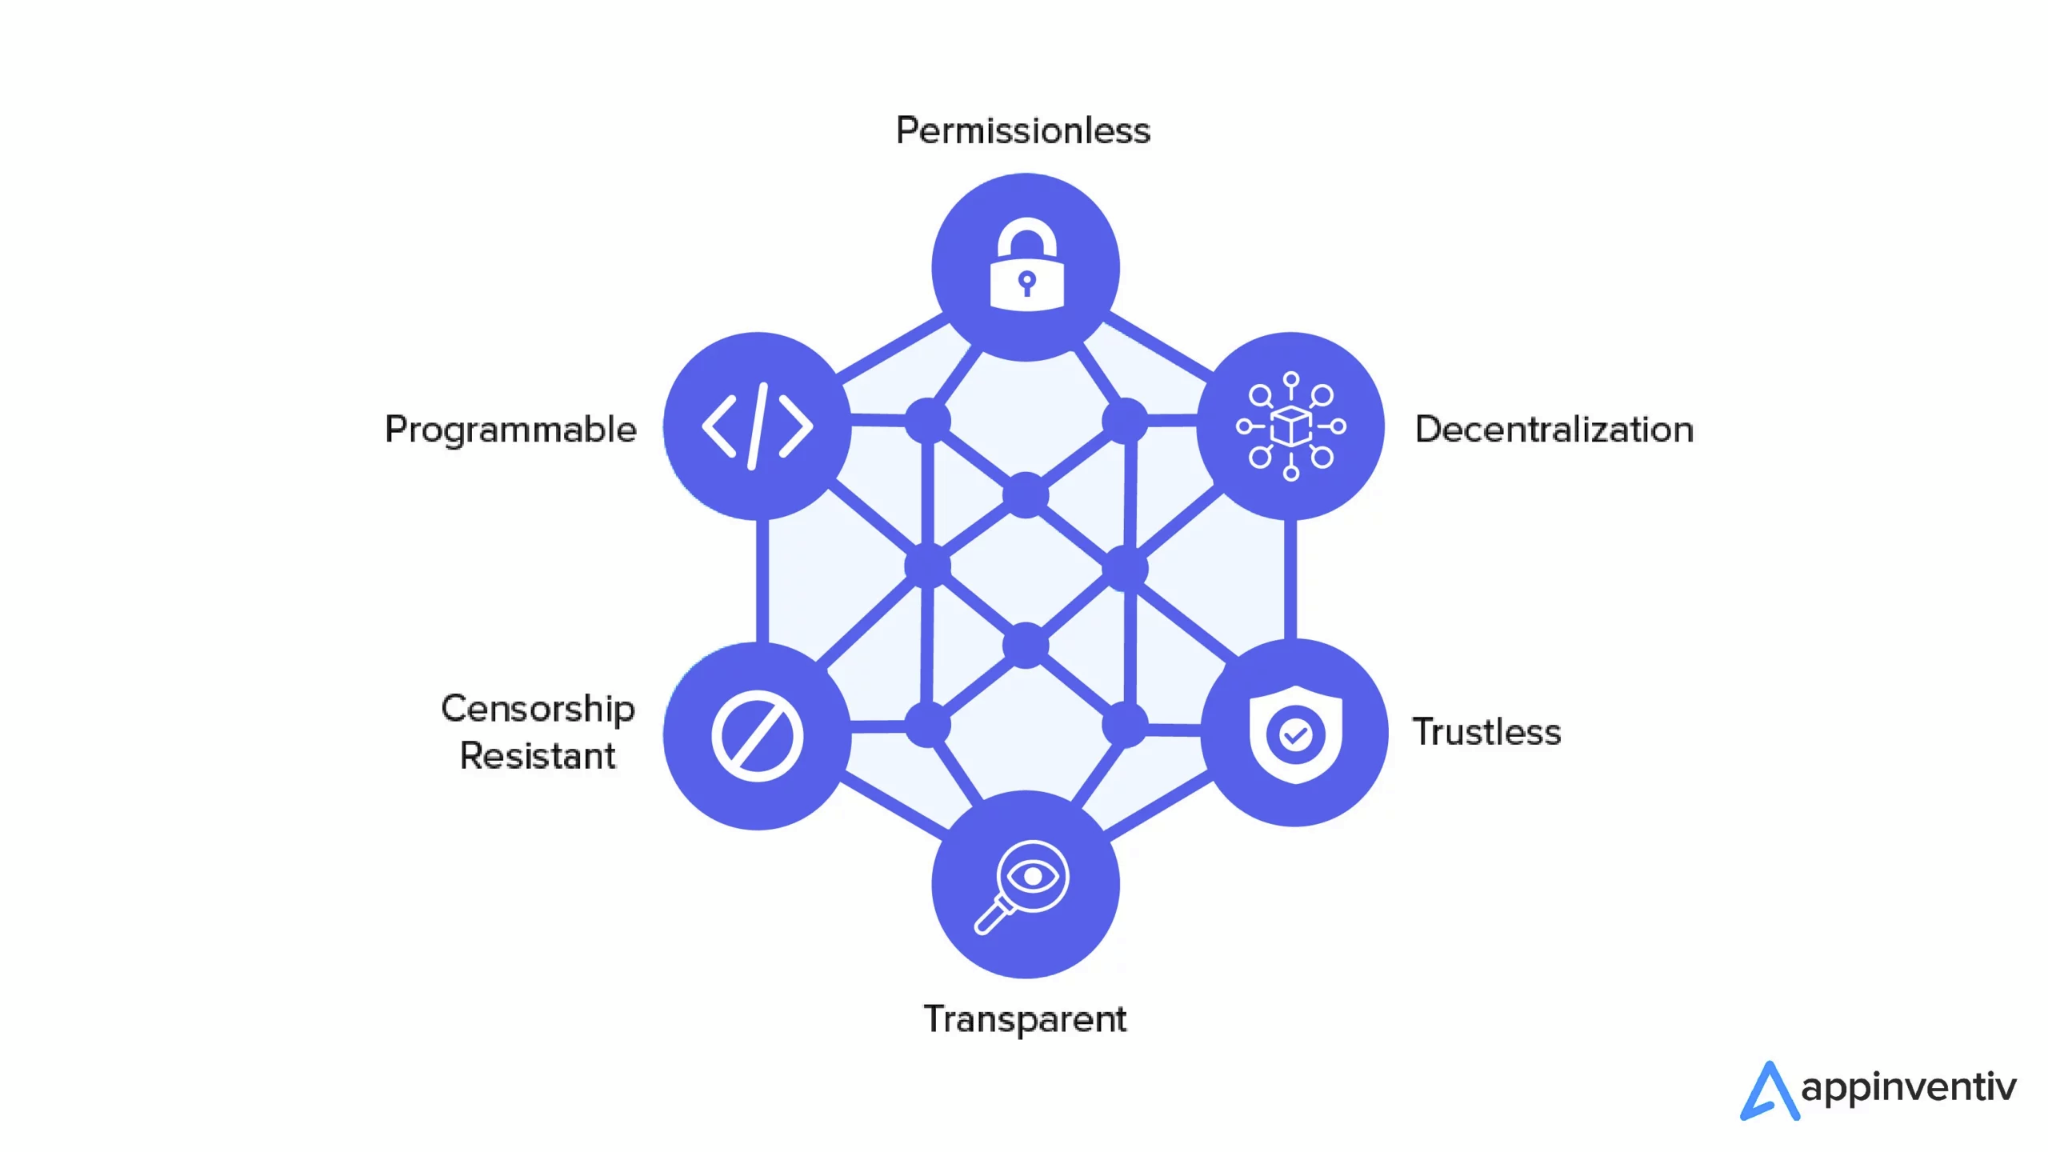 Permissionless
Programmable
Decentralization
Censorship
Resistant
Trustless
Transparent
appinventiv